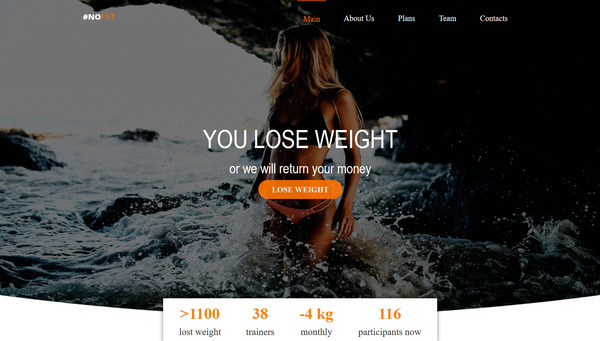 #NOFAT
Main About Us Plans Team Contacts
YOU LOSE WEIGHT
or we will return your money
LOSE WEIGHT
>1100 38 -4 kg 116
lost weight trainers monthly participants now